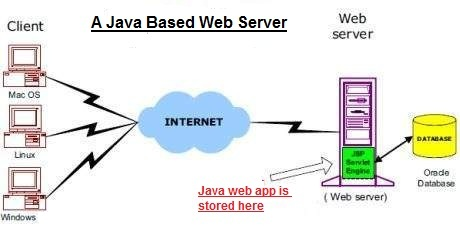 A Java Based Web Server
Client
Web
server
Mac OS
Linux
Windows
INTERNET
JSP
Servlet
Engine
( Web server)
DATABASE
Oracle
Database
Java web app is
stored here